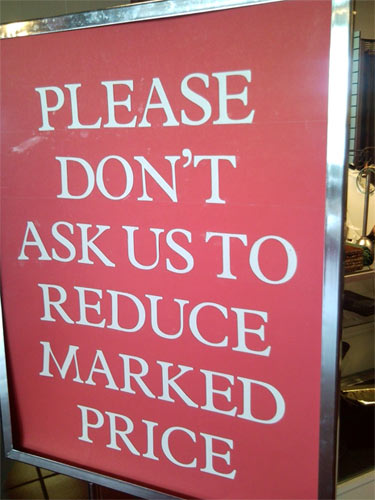 PLEASE
DON'T
ASK US TO
REDUCE
MARKED
PRICE